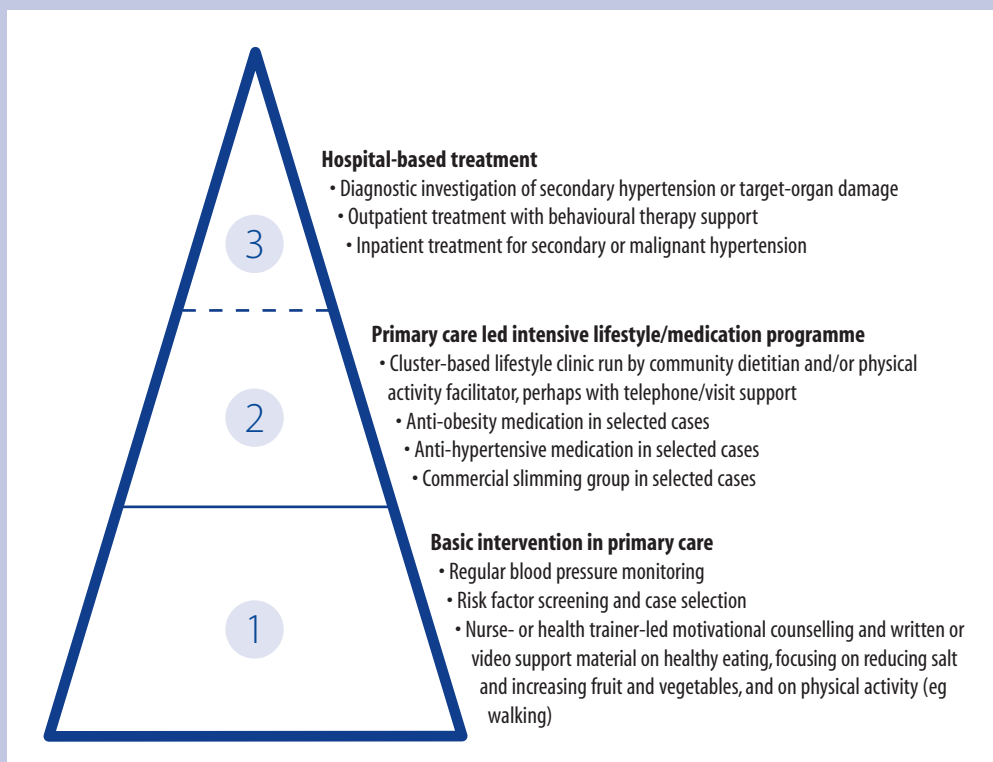 Hospital-based treatment
• Diagnostic investigation of secondary hypertension or target-organ damage
• Outpatient treatment with behavioural therapy support
• Inpatient treatment for secondary or malignant hypertension
3
Primary care led intensive lifestyle/medication programme
• Cluster-based lifestyle clinic run by community dietitian and/or physical
activity facilitator, perhaps with telephone/visit support
• Anti-obesity medication in selected cases
• Anti-hypertensive medication in selected cases
• Commercial slimming group in selected cases
2
Basic intervention in primary care
• Regular blood pressure monitoring
• Risk factor screening and case selection
• Nurse- or health trainer-led motivational counselling and written or
video support material on healthy eating, focusing on reducing salt
and increasing fruit and vegetables, and on physical activity (eg
walking)
1